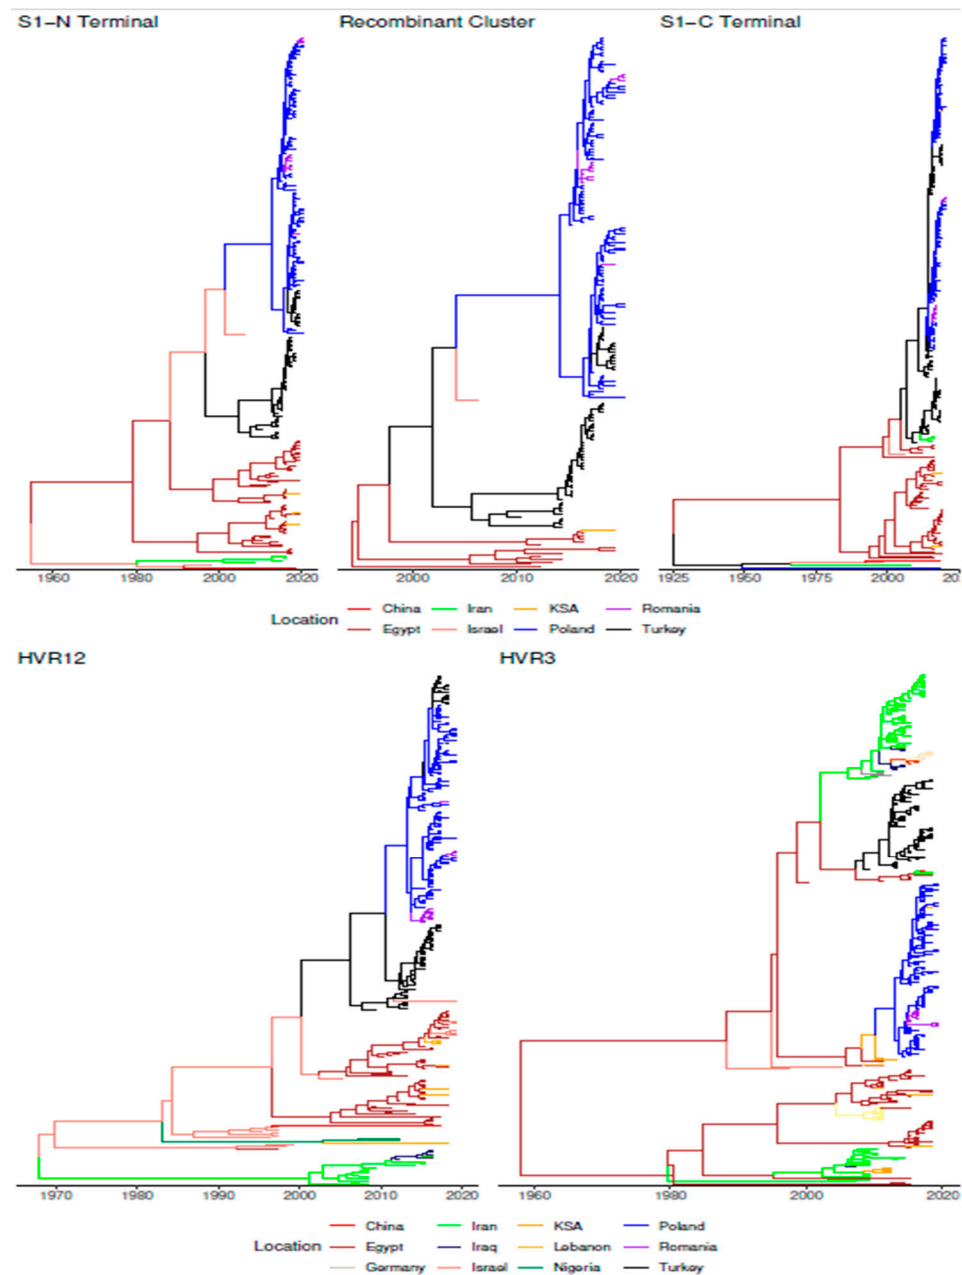 S1−N Terminal Recombinant Cluster S1−C Terminal
1960 1980 2000 2020 2000 2010 2020 1925 1950 1975 2000 20
Location China Iran KSA Romania
Egypt Israel Poland Turkey
HVR12 HVR3
1970 1980 1990 2000 2010 2020 1960 1980 2000 2020
China Iran KSA Poland
Location Egypt Iraq Lebanon Romania
Germany Israel Nigeria Turkey